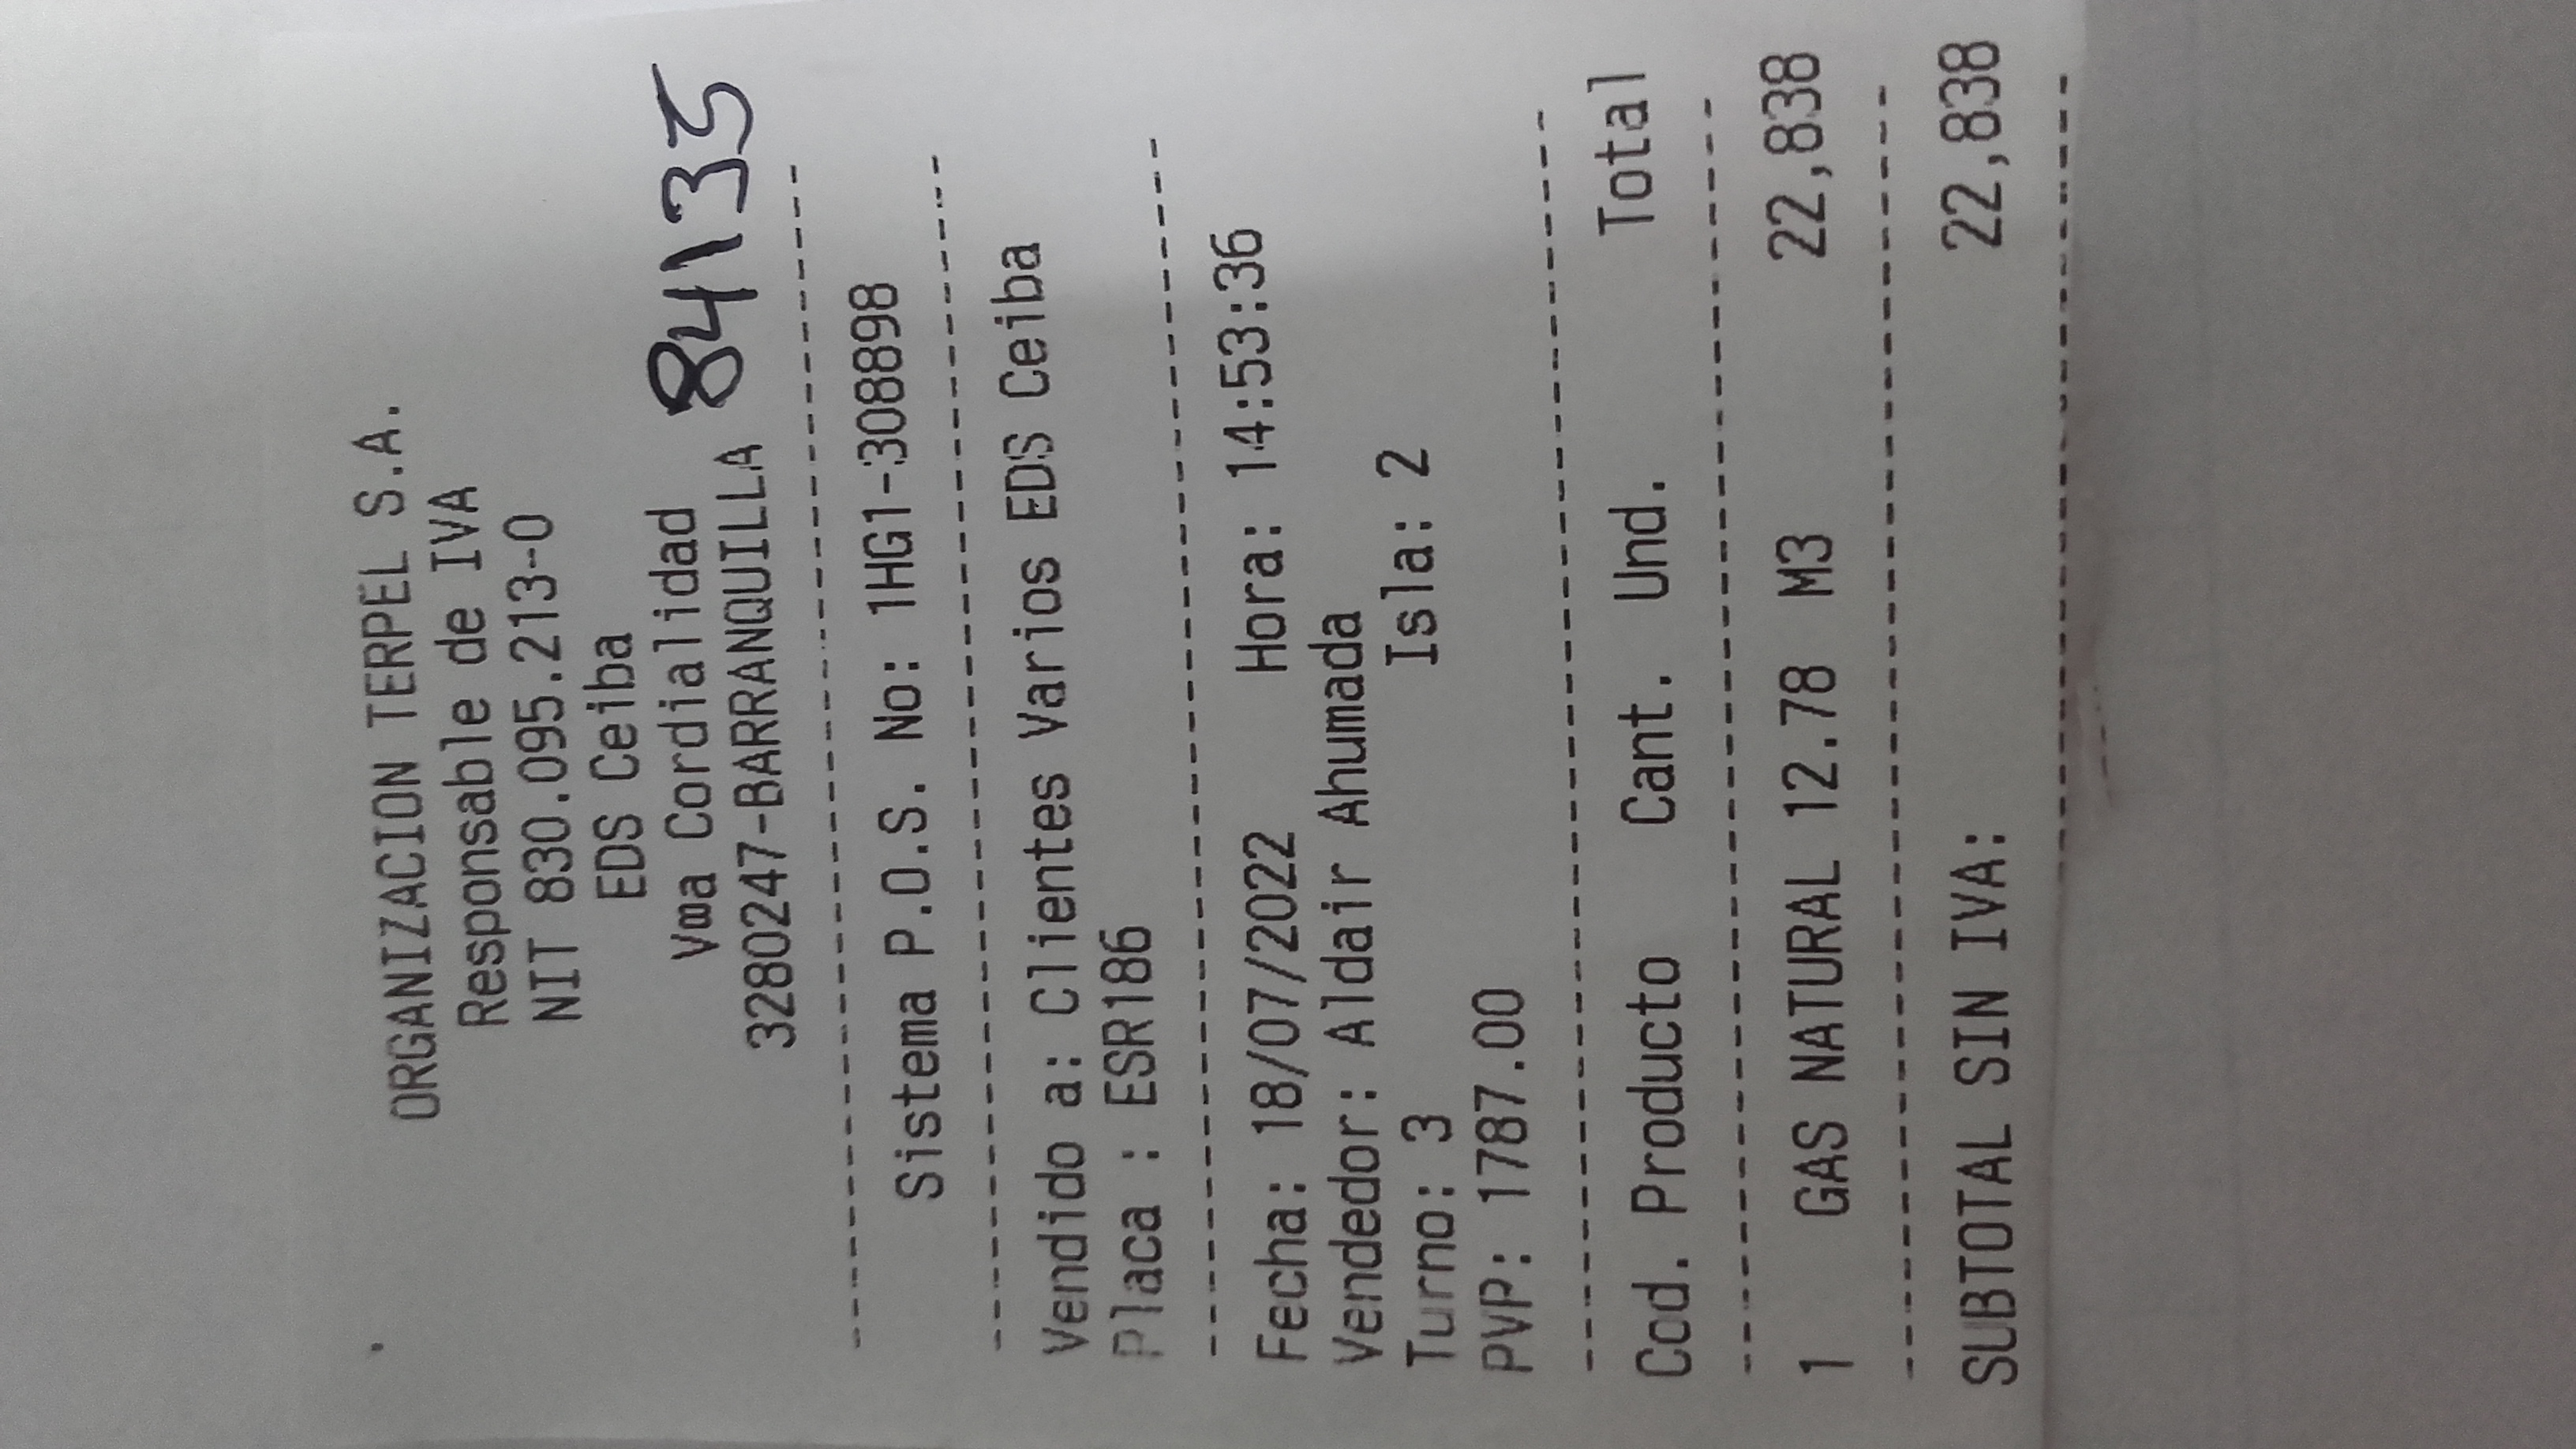 ORGANIZACION TERPEL S.A.
Responsable de IVA
NIT 830.095.213-0
EDS Ceiba
Vma Cordialidad
3280247-BARRANQUILLA 84135
Sistema P.O.S. No: 1HG1-308898
Vendido a: Clientes Varios EDS Ceiba
Placa : ESR186
Fecha: 18/07/2022 Hora: 14:53:36
Vendedor: Aldair Ahumada
Turno: 3 Isla: 2
PVP: 1787.00
Cod. Producto Cant. Und. Total
1 GAS NATURAL 12.78 M3 22,838
SUBTOTAL SIN IVA: 22,838